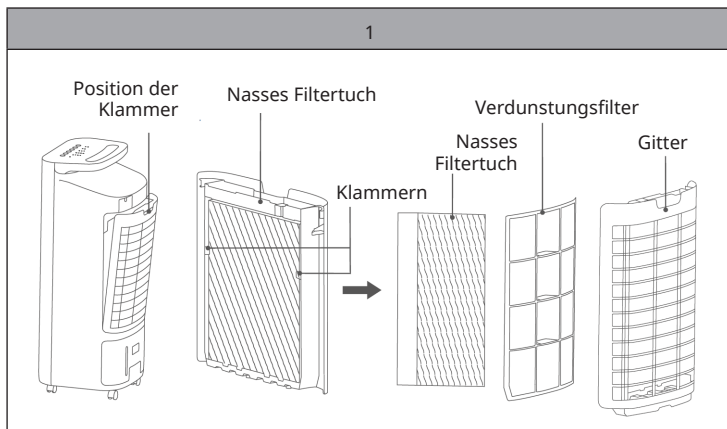 1
Position der
Klammer
Nasses Filtertuch
Klammern
Nasses
Filtertuch
Verdunstungsfilter
Gitter